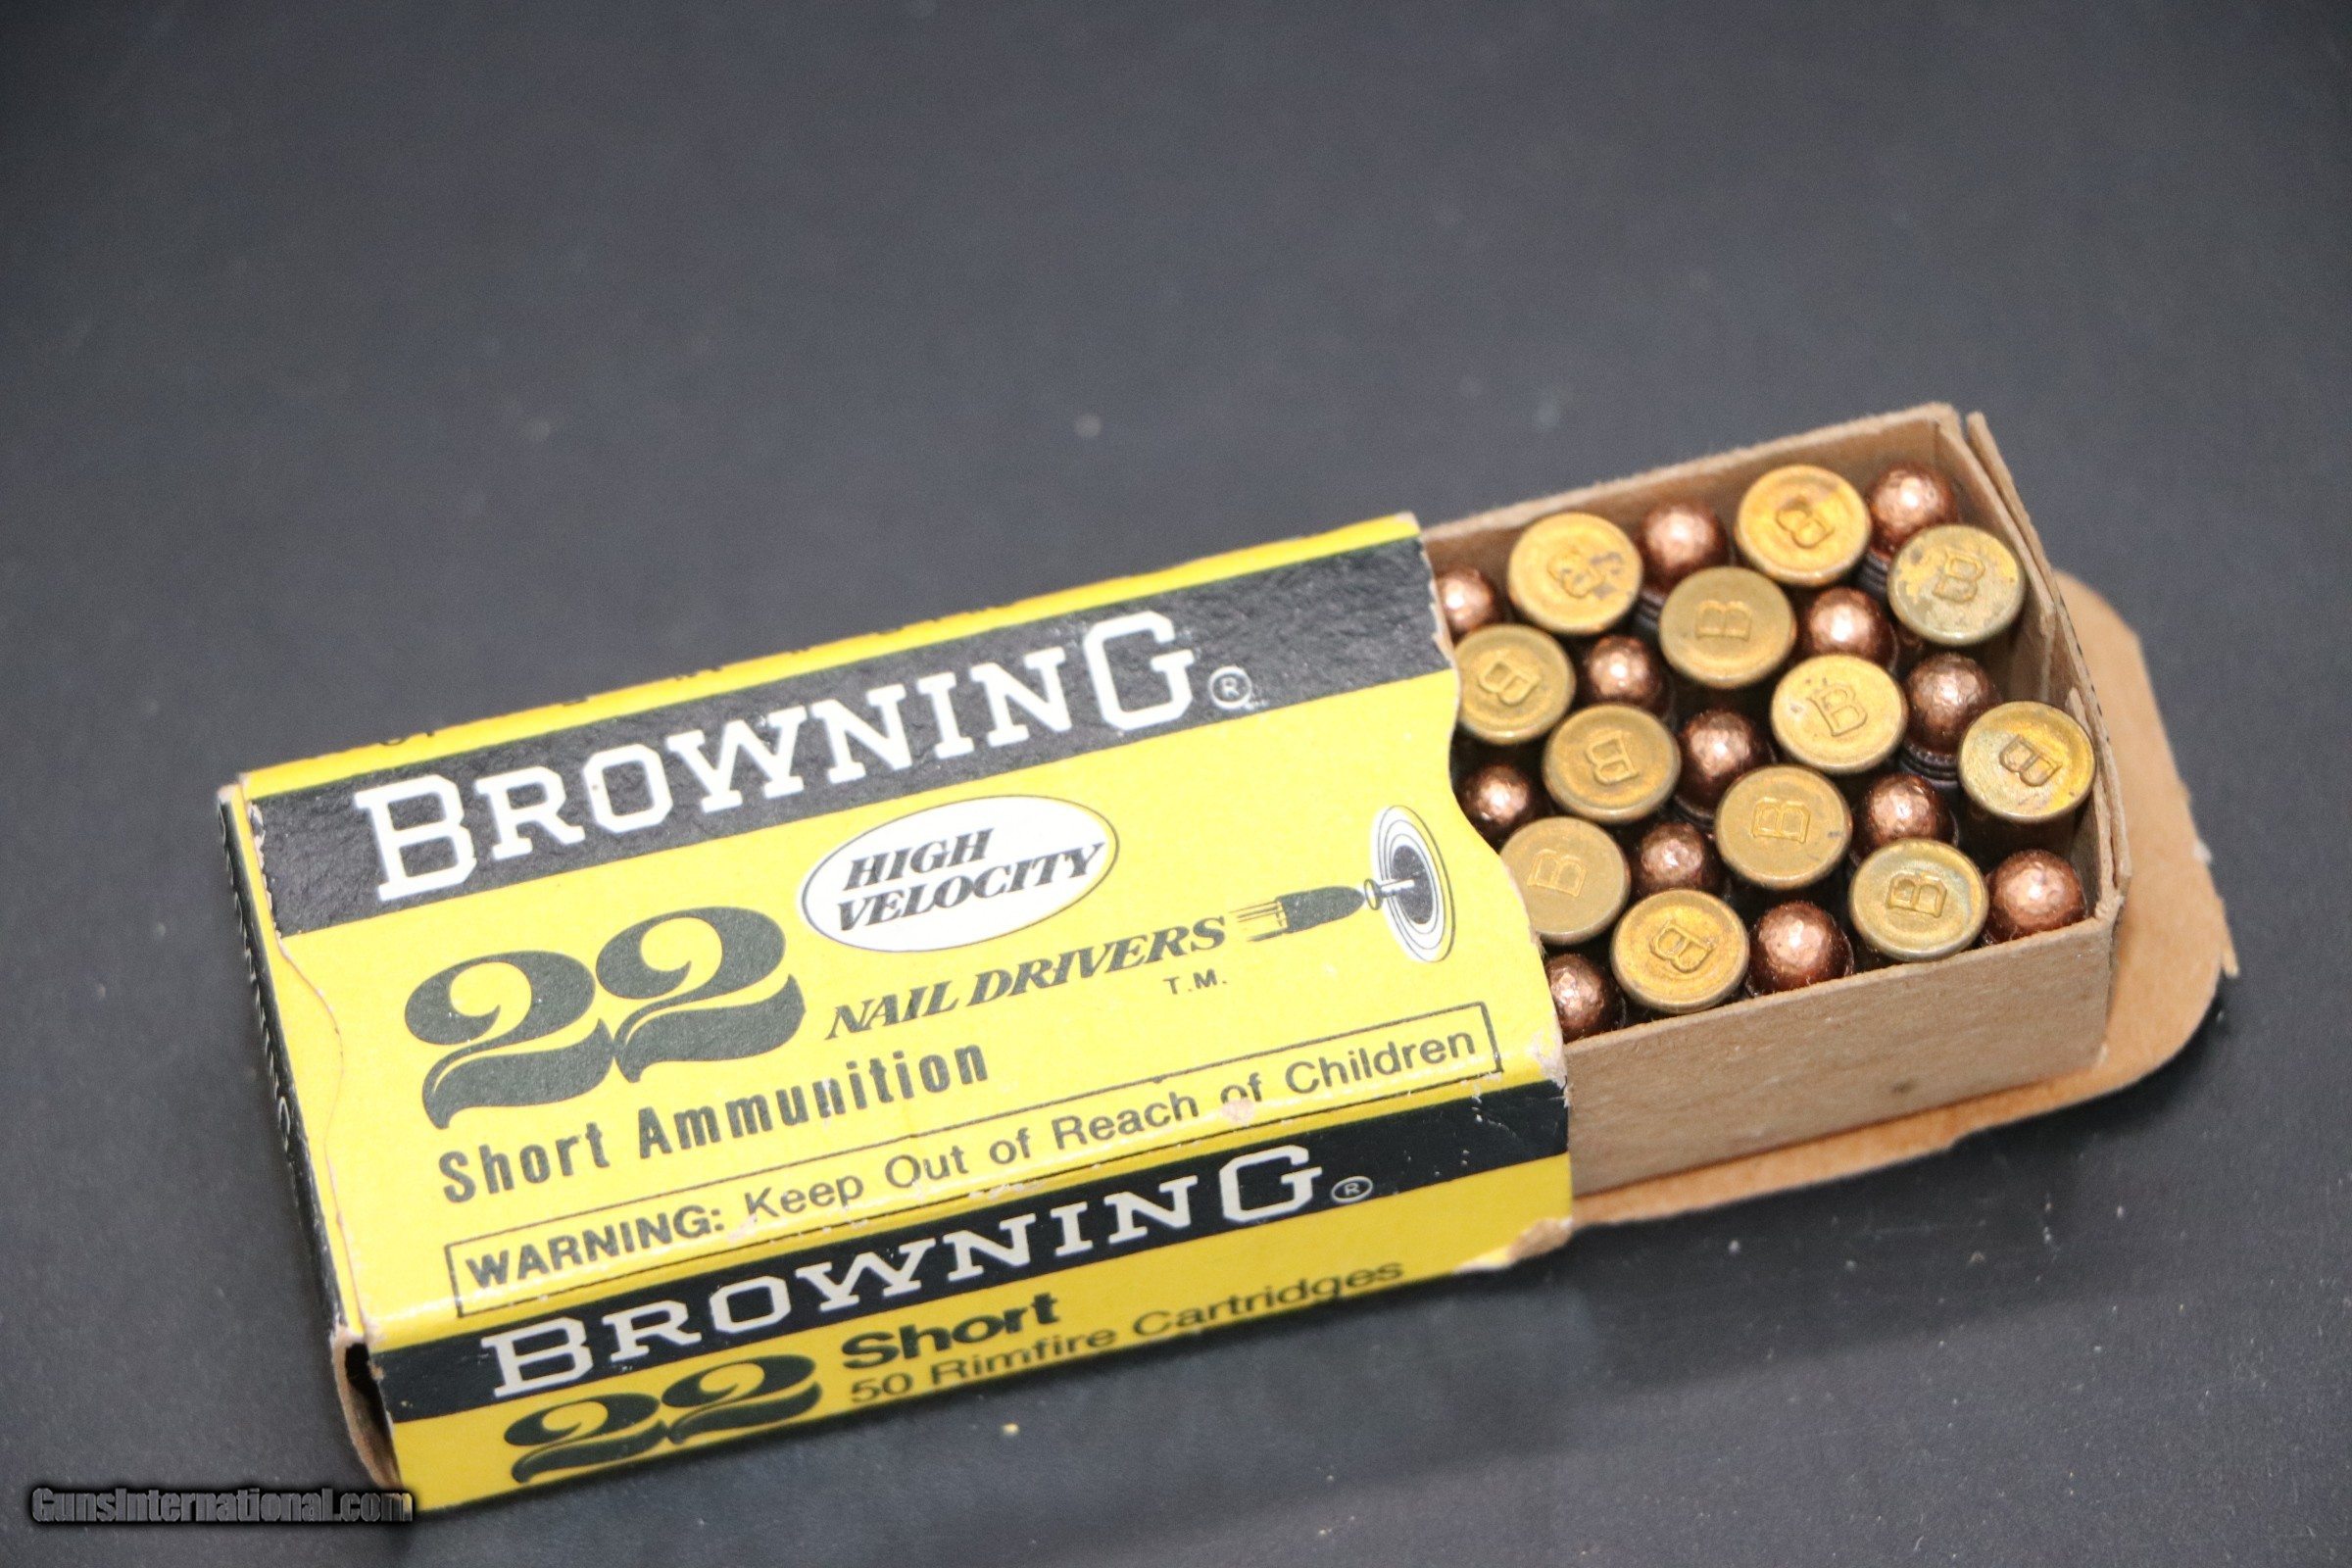 BROWNING®
HIGH
VELOCITY
22 NAIL DRIVERS
T.M.
Short Ammunition
WARNING: Keep Out of Reach of Children
BROWNING®
22 Short
50 Rimfire Cartridges
B
B
B
B
B
B
B
B
B
B
B
B
B
GunsInternational.com